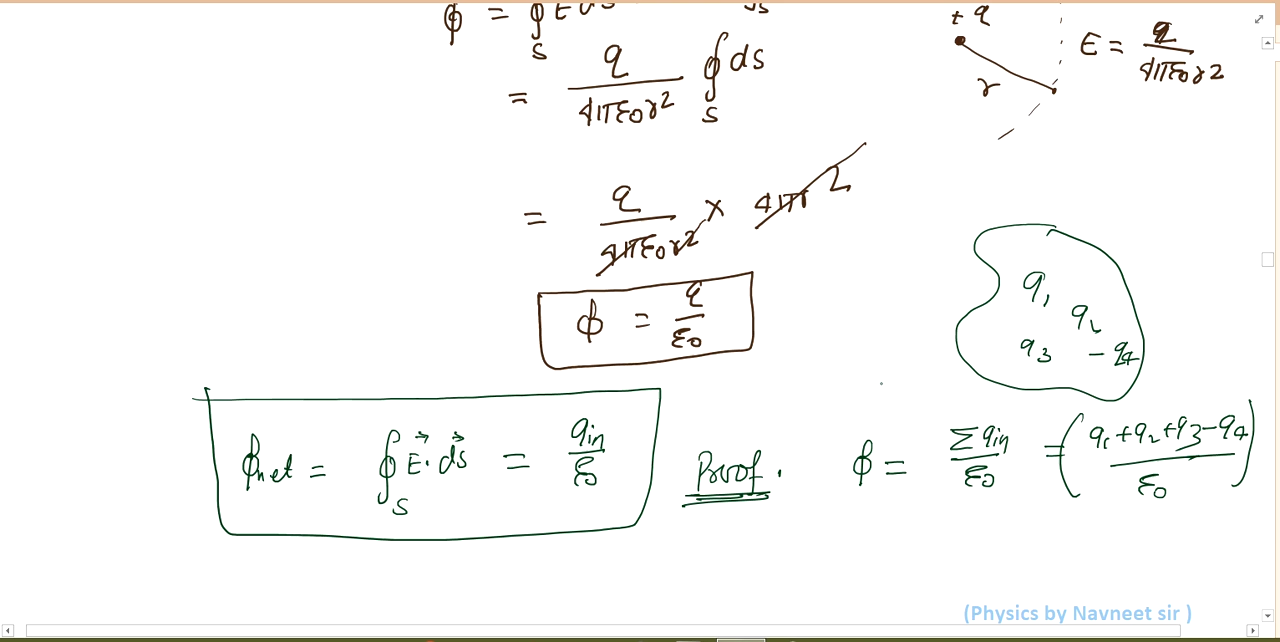 ϕ = ∮ E ds
S
= q/4πε₀r² ∮ ds
S
+q
r
E = q/4πε₀r2
= q/4πε₀r² × 4πr2
ϕ = q/ε₀
q₁
q₂
q₃ -q₄
ϕnet = ∮ E⃗. ds⃗ = qin/ε₀
S
Proof.
ϕ = Σqin/ε₀ = (q₁+q₂+q₃-q₄/ε₀)
(Physics by Navneet sir )